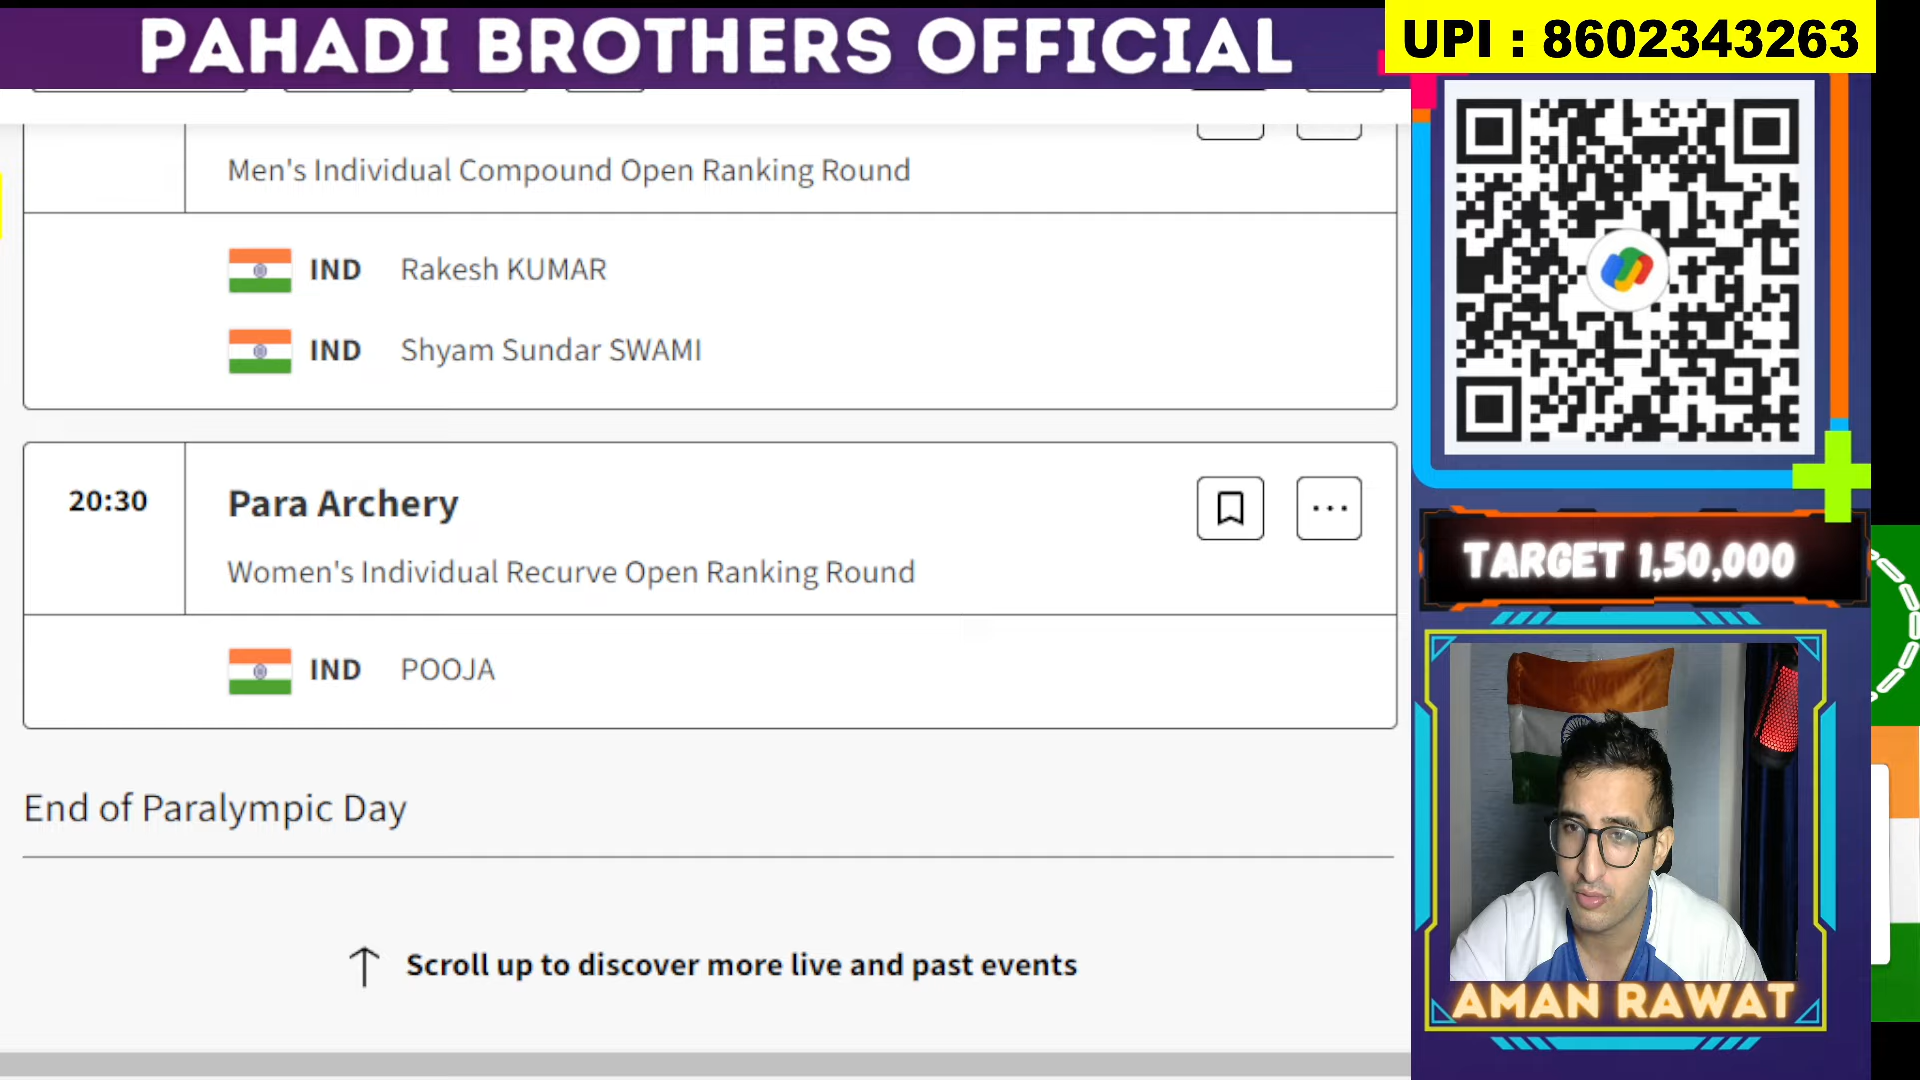 PAHADI BROTHERS OFFICIAL
UPI : 8602343263
Men's Individual Compound Open Ranking Round
IND Rakesh KUMAR
IND Shyam Sundar SWAMI
20:30 Para Archery
Women's Individual Recurve Open Ranking Round
IND POOJA
End of Paralympic Day
↑ Scroll up to discover more live and past events
TARGET 1,50,000
AMAN RAWAT